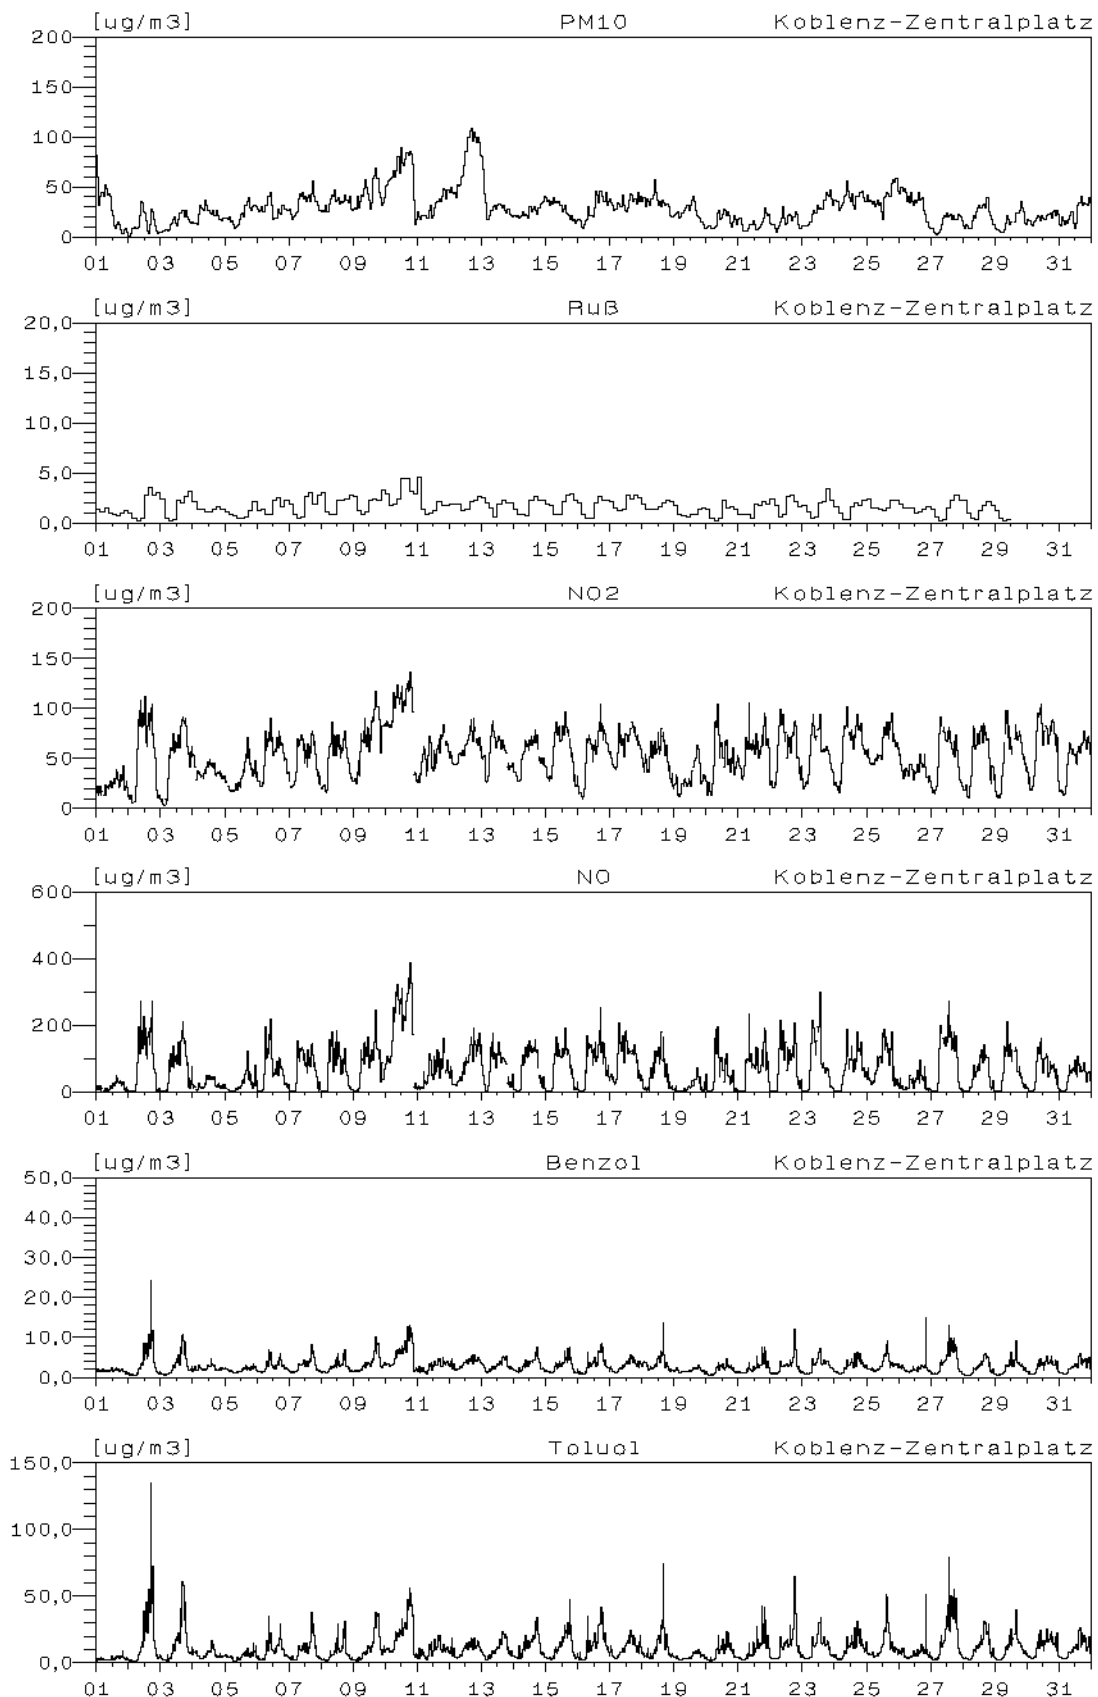 [ug/m3] PM10 Koblenz-Zentralplatz
200
150
100
50
0
01 03 05 07 09 11 13 15 17 19 21 23 25 27 29 31
[ug/m3] Ruß Koblenz-Zentralplatz
20,0
15,0
10,0
5,0
0,0
01 03 05 07 09 11 13 15 17 19 21 23 25 27 29 31
[ug/m3] NO2 Koblenz-Zentralplatz
200
150
100
50
0
01 03 05 07 09 11 13 15 17 19 21 23 25 27 29 31
[ug/m3] NO Koblenz-Zentralplatz
600
400
200
0
01 03 05 07 09 11 13 15 17 19 21 23 25 27 29 31
[ug/m3] Benzol Koblenz-Zentralplatz
50,0
40,0
30,0
20,0
10,0
0,0
01 03 05 07 09 11 13 15 17 19 21 23 25 27 29 31
[ug/m3] Toluol Koblenz-Zentralplatz
150,0
100,0
50,0
0,0
01 03 05 07 09 11 13 15 17 19 21 23 25 27 29 31